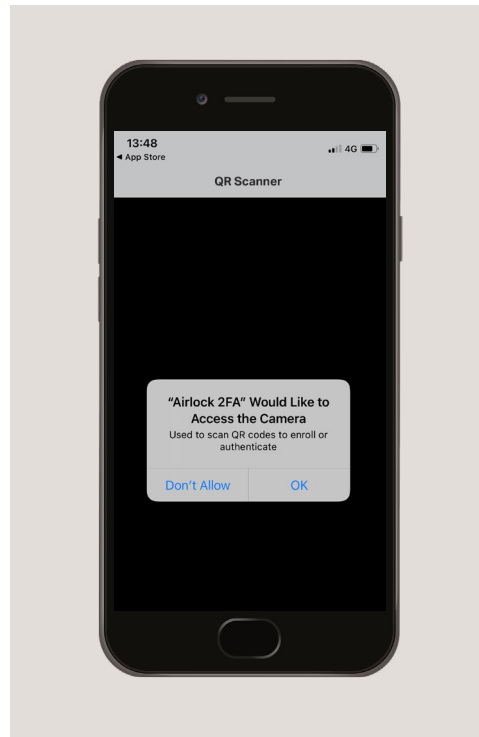 13:48
◀ App Store
4G
QR Scanner
“Airlock 2FA” Would Like to
Access the Camera
Used to scan QR codes to enroll or
authenticate
Don’t Allow
OK